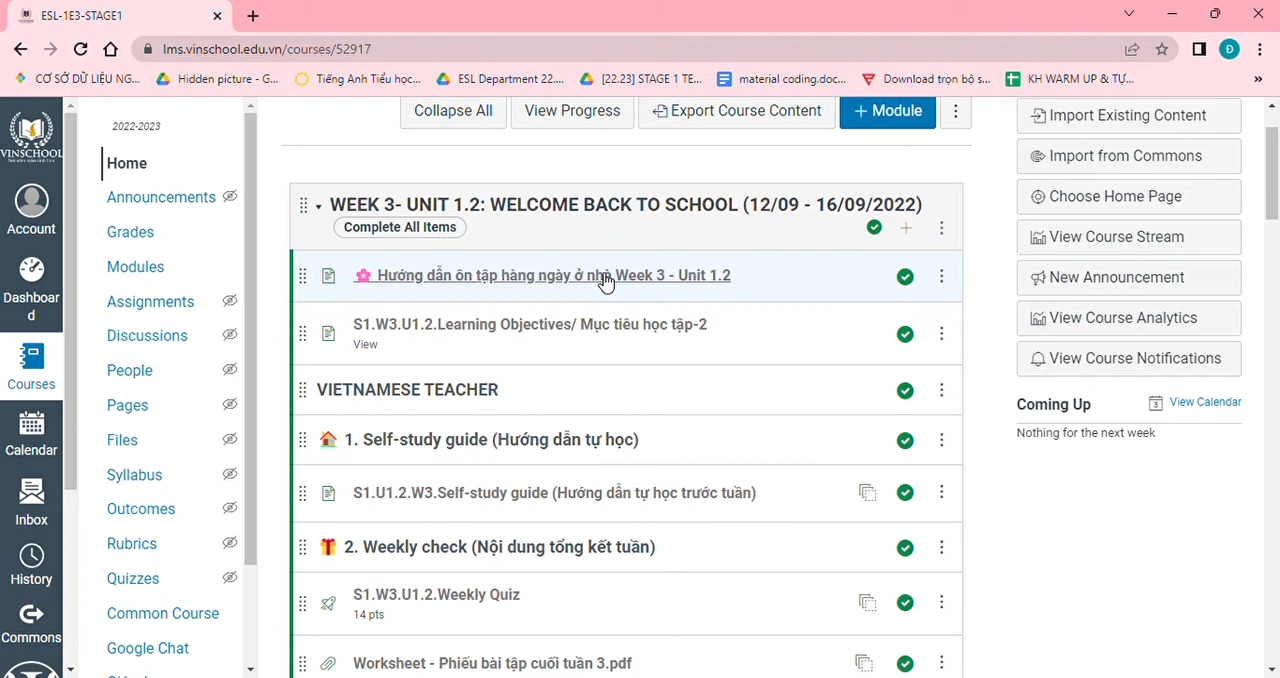 ESL-1E3-STAGE1
lms.vinschool.edu.vn/courses/52917
CƠ SỞ DỮ LIỆU NG...
Hidden picture - G...
Tiếng Anh Tiểu học...
ESL Department 22....
[22.23] STAGE 1 TE...
material coding.doc...
Download trọn bộ s...
KH WARM UP & TỰ...
VINSCHOOL
Account
Dashboar
d
Courses
Calendar
Inbox
History
Commons
2022-2023
Home
Announcements
Grades
Modules
Assignments
Discussions
People
Pages
Files
Syllabus
Outcomes
Rubrics
Quizzes
Common Course
Google Chat
Collapse All
View Progress
Export Course Content
+ Module
WEEK 3- UNIT 1.2: WELCOME BACK TO SCHOOL (12/09 - 16/09/2022)
Complete All Items
Hướng dẫn ôn tập hàng ngày ở nhà Week 3 - Unit 1.2
S1.W3.U1.2.Learning Objectives/ Mục tiêu học tập-2
View
VIETNAMESE TEACHER
1. Self-study guide (Hướng dẫn tự học)
S1.U1.2.W3.Self-study guide (Hướng dẫn tự học trước tuần)
2. Weekly check (Nội dung tổng kết tuần)
S1.W3.U1.2.Weekly Quiz
14 pts
Worksheet - Phiếu bài tập cuối tuần 3.pdf
Import Existing Content
Import from Commons
Choose Home Page
View Course Stream
New Announcement
View Course Analytics
View Course Notifications
Coming Up
3 View Calendar
Nothing for the next week